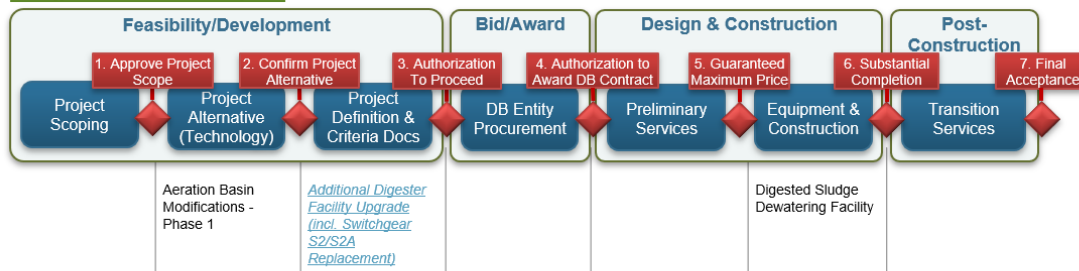 Feasibility/Development
Bid/Award
Design & Construction
Post-
Construction
1. Approve Project
Scope
2. Confirm Project
Alternative
3. Authorization
To Proceed
4. Authorization to
Award DB Contract
5. Guaranteed
Maximum Price
6. Substantial
Completion
7. Final
Acceptance
Project
Scoping
Project
Alternative
(Technology)
Project
Definition &
Criteria Docs
DB Entity
Procurement
Preliminary
Services
Equipment &
Construction
Transition
Services
Aeration Basin
Modifications -
Phase 1
Additional Digester
Facility Upgrade
(incl. Switchgear
S2/S2A
Replacement)
Digested Sludge
Dewatering Facility